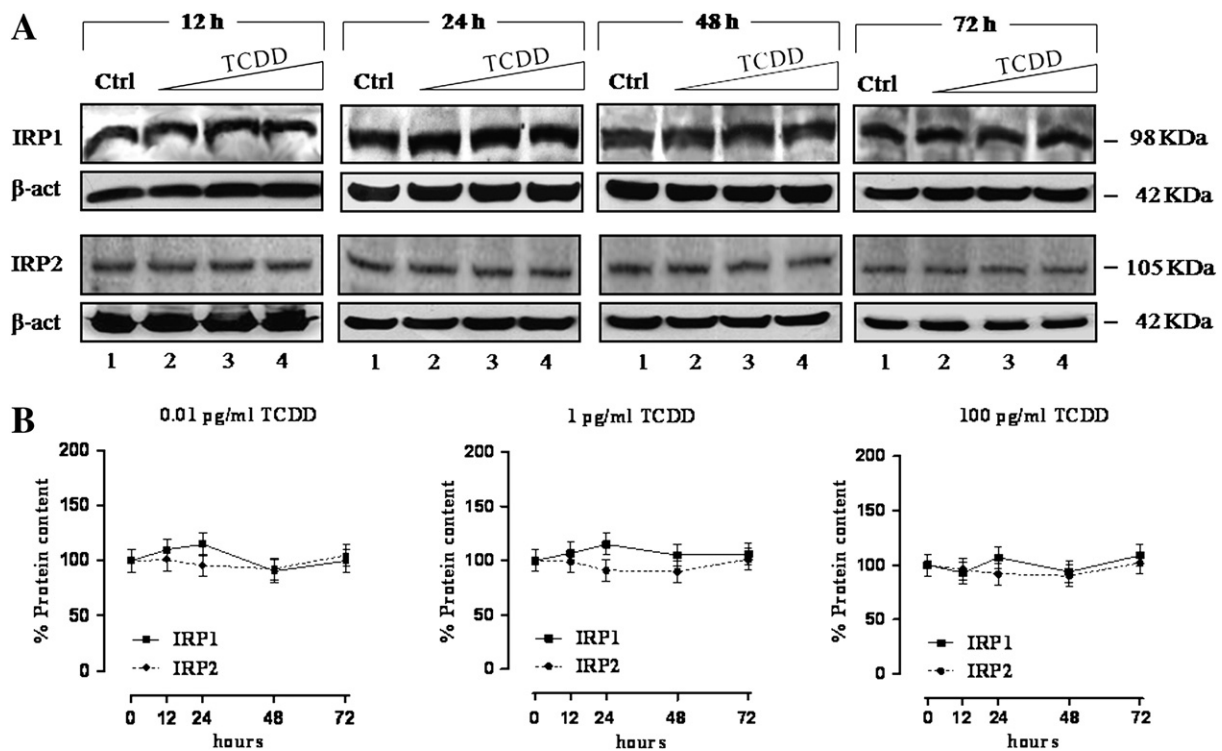 A
12 h 24 h 48 h 72 h
Ctrl TCDD Ctrl TCDD Ctrl TCDD Ctrl TCDD
IRP1 – 98 KDa
β-act – 42 KDa
IRP2 – 105 KDa
β-act – 42 KDa
1 2 3 4 1 2 3 4 1 2 3 4 1 2 3 4
B
0.01 pg/ml TCDD
% Protein content
200
150
100
50
0
IRP1
IRP2
0 12 24 48 72
hours
1 pg/ml TCDD
% Protein content
200
150
100
50
0
IRP1
IRP2
0 12 24 48 72
hours
100 pg/ml TCDD
% Protein content
200
150
100
50
0
IRP1
IRP2
0 12 24 48 72
hours